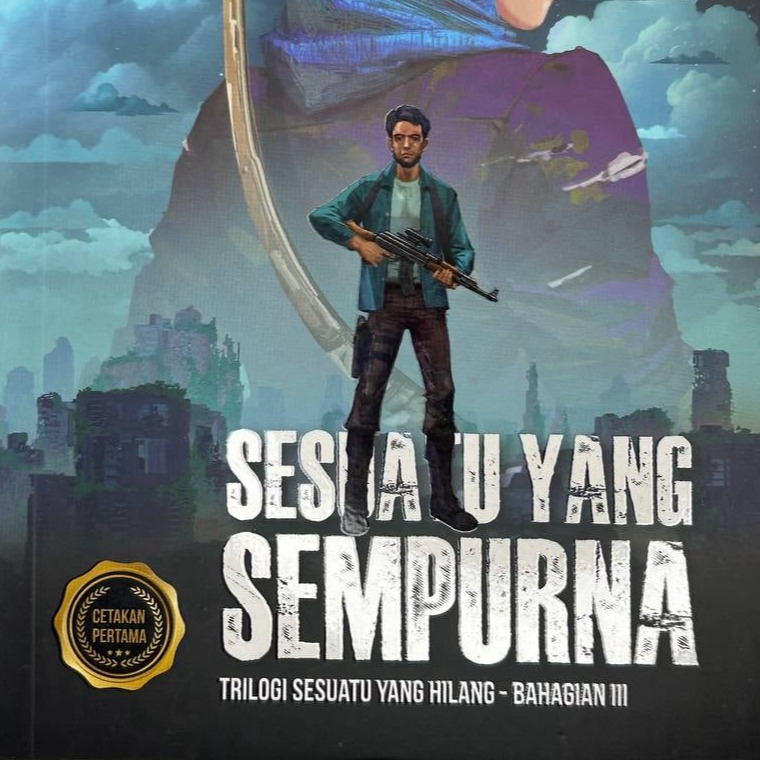 SESUATU YANG
SEMPURNA
CETAKAN
PERTAMA
TRILOGI SESUATU YANG HILANG - BAHAGIAN III